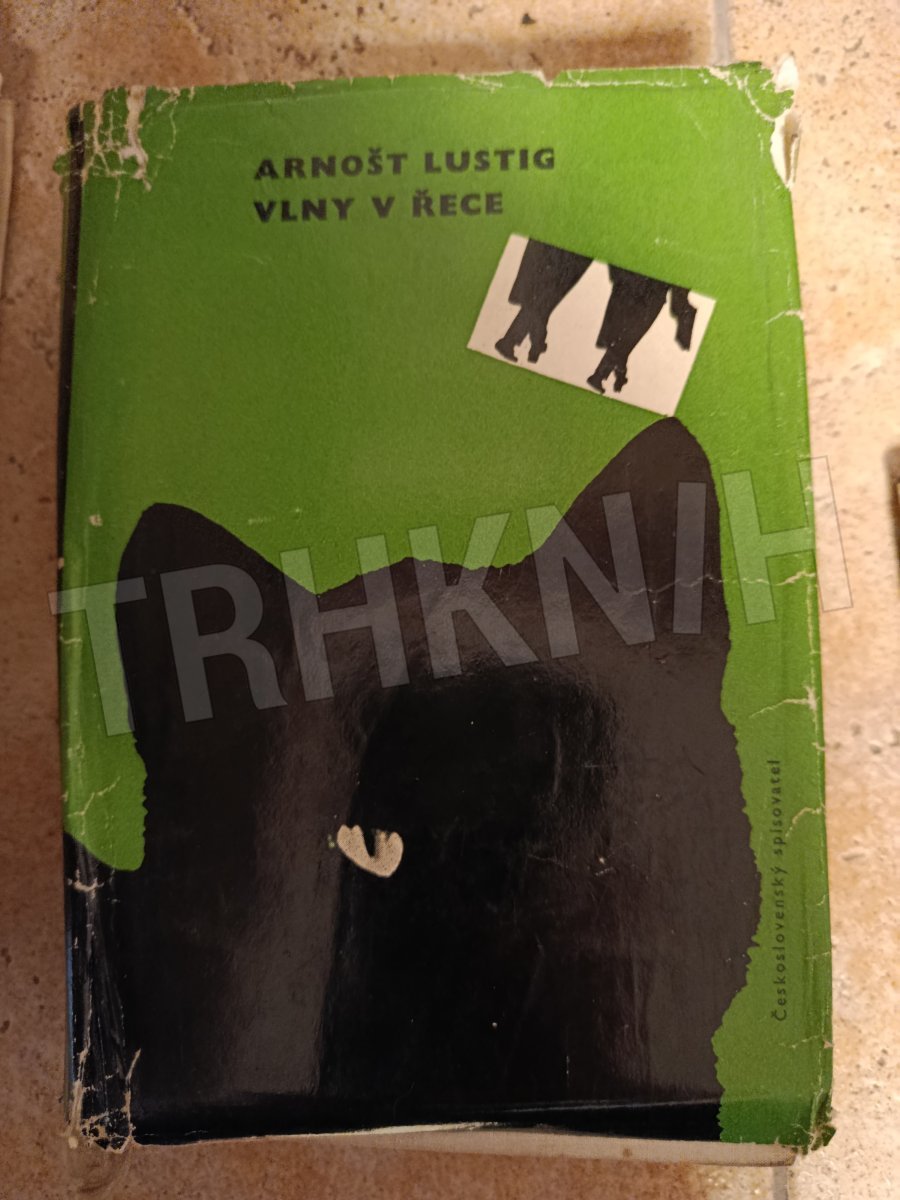 ARNOŠT LUSTIG
VLNY V ŘECE
TRHKNIH
Československý spisovatel